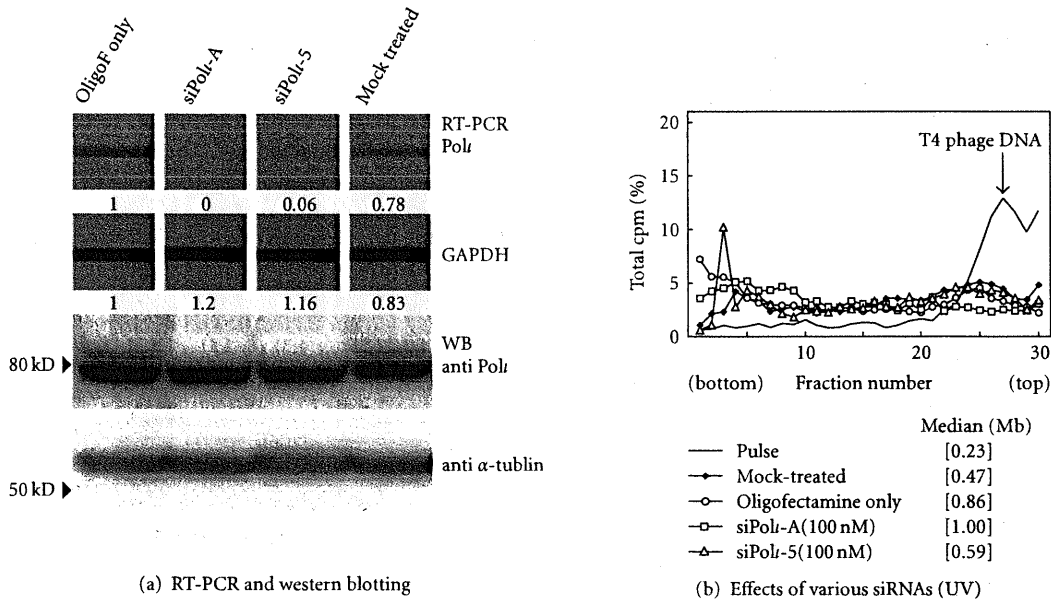 OligoF only
siPolι-A
siPolι-5
Mock treated
RT-PCR
Polι
1 0 0.06 0.78
GAPDH
1 1.2 1.16 0.83
WB
80 kD
anti Polι
anti α-tublin
50 kD
(a) RT-PCR and western blotting
20
15
10
5
0
Total cpm (%)
T4 phage DNA
10 20 30
(bottom) Fraction number (top)
Median (Mb)
Pulse [0.23]
Mock-treated [0.47]
Oligofectamine only [0.86]
siPolι-A(100 nM) [1.00]
siPolι-5(100 nM) [0.59]
(b) Effects of various siRNAs (UV)